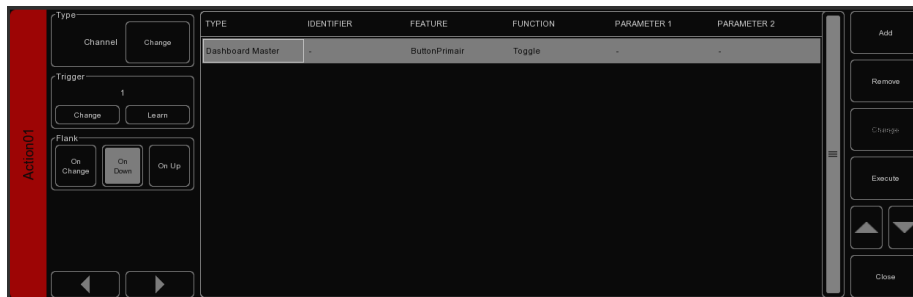 Action01
Type
Channel
Change
Trigger
1
Change
Learn
Flank
On Change
On Down
On Up
TYPE IDENTIFIER FEATURE FUNCTION PARAMETER 1 PARAMETER 2
Dashboard Master - ButtonPrimair Toggle - -
Add
Remove
Change
Execute
Close